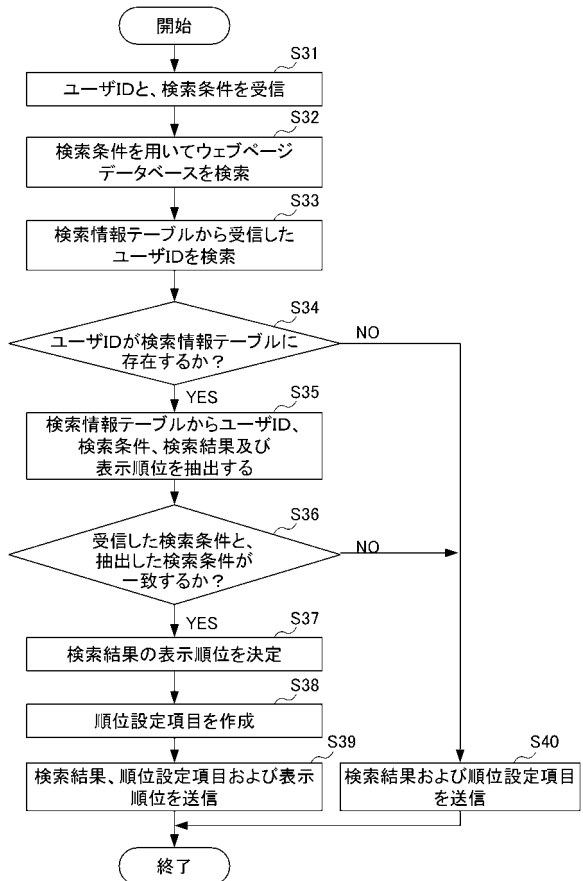 開始
S31
ユーザIDと、検索条件を受信
S32
検索条件を用いてウェブページ
データベースを検索
S33
検索情報テーブルから受信した
ユーザIDを検索
S34
ユーザIDが検索情報テーブルに
存在するか？
NO
YES
S35
検索情報テーブルからユーザID、
検索条件、検索結果及び
表示順位を抽出する
S36
受信した検索条件と、
抽出した検索条件が
一致するか？
NO
YES
S37
検索結果の表示順位を決定
S38
順位設定項目を作成
S39
検索結果、順位設定項目および表示
順位を送信
S40
検索結果および順位設定項目
を送信
終了